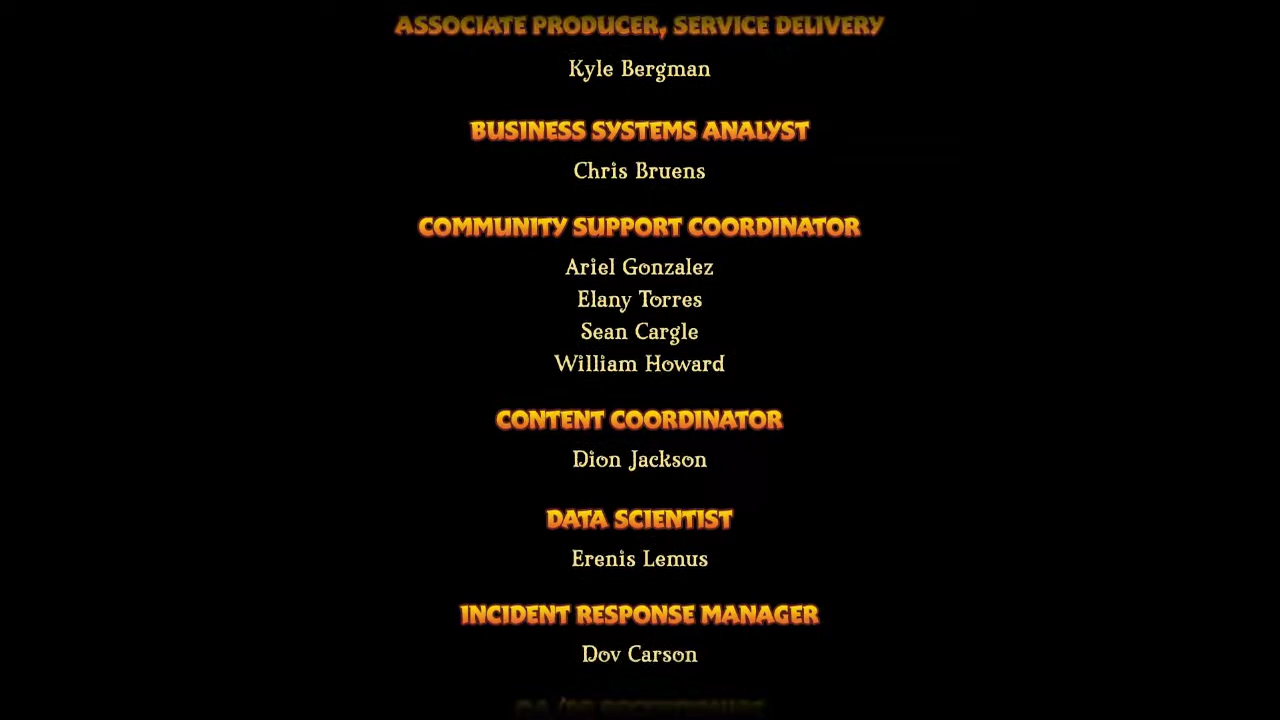 ASSOCIATE PRODUCER, SERVICE DELIVERY
Kyle Bergman
BUSINESS SYSTEMS ANALYST
Chris Bruens
COMMUNITY SUPPORT COORDINATOR
Ariel Gonzalez
Elany Torres
Sean Cargle
William Howard
CONTENT COORDINATOR
Dion Jackson
DATA SCIENTIST
Erenis Lemus
INCIDENT RESPONSE MANAGER
Dov Carson